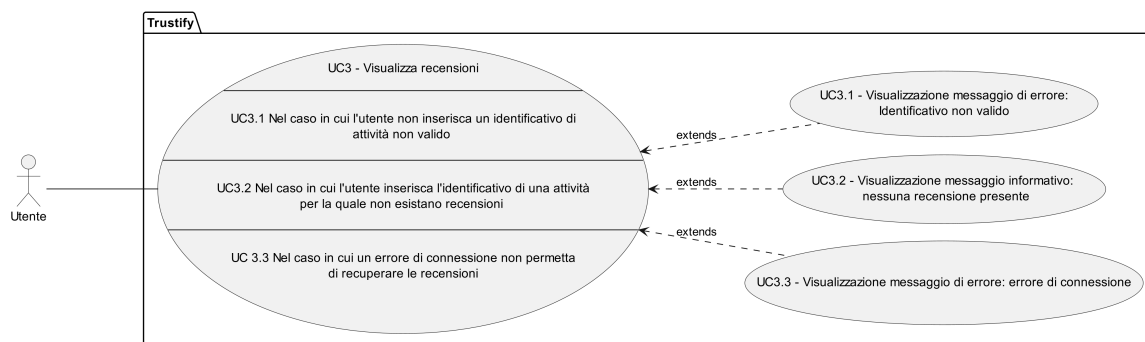 Trustify
UC3 - Visualizza recensioni
UC3.1 Nel caso in cui l'utente non inserisca un identificativo di
attività non valido
UC3.2 Nel caso in cui l'utente inserisca l'identificativo di una attività
per la quale non esistano recensioni
UC 3.3 Nel caso in cui un errore di connessione non permetta
di recuperare le recensioni
Utente
extends
extends
extends
UC3.1 - Visualizzazione messaggio di errore:
Identificativo non valido
UC3.2 - Visualizzazione messaggio informativo:
nessuna recensione presente
UC3.3 - Visualizzazione messaggio di errore: errore di connessione